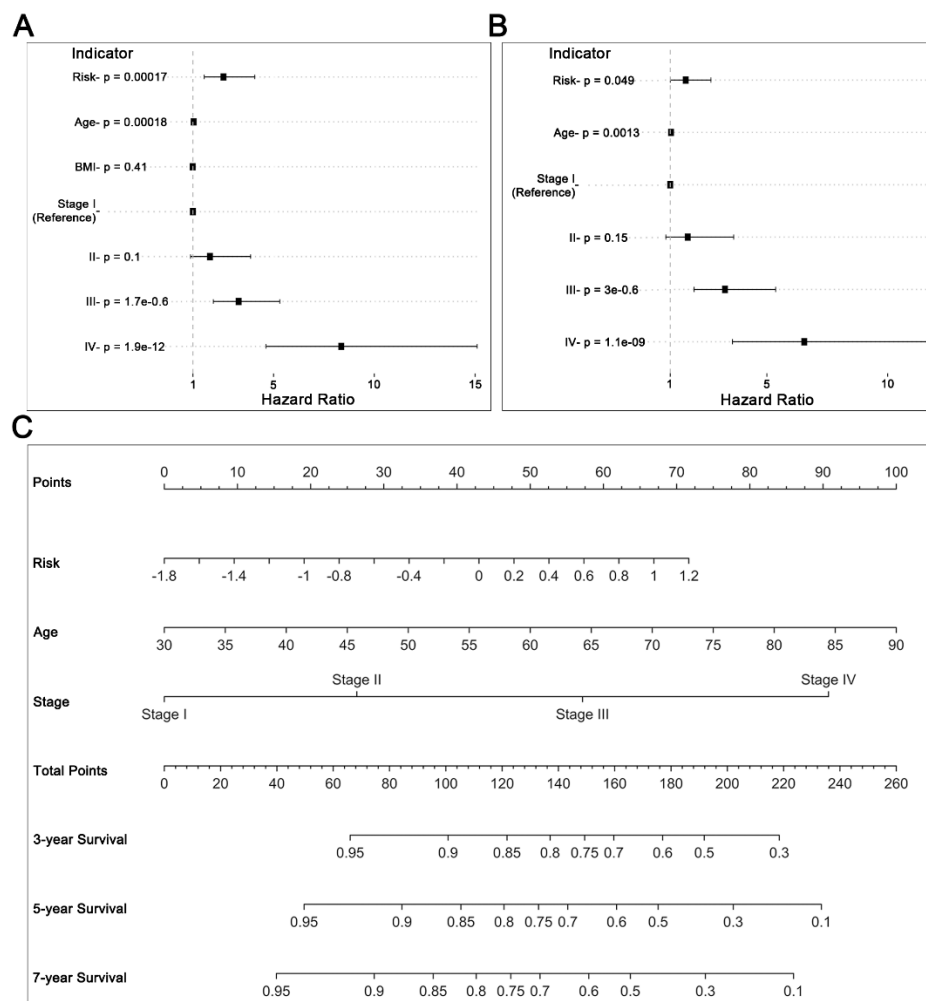 A
Indicator
Risk- p = 0.00017
Age- p = 0.00018
BMI- p = 0.41
Stage I
(Reference)-
II- p = 0.1
III- p = 1.7e-0.6
IV- p = 1.9e-12
1 5 10 15
Hazard Ratio
B
Indicator
Risk- p = 0.049
Age- p = 0.0013
Stage I-
(Reference)
II- p = 0.15
III- p = 3e-0.6
IV- p = 1.1e-09
1 5 10
Hazard Ratio
C
Points 0 10 20 30 40 50 60 70 80 90 100
Risk -1.8 -1.4 -1 -0.8 -0.4 0 0.2 0.4 0.6 0.8 1 1.2
Age 30 35 40 45 50 55 60 65 70 75 80 85 90
Stage II Stage IV
Stage
Stage I Stage III
Total Points 0 20 40 60 80 100 120 140 160 180 200 220 240 260
3-year Survival 0.95 0.9 0.85 0.8 0.75 0.7 0.6 0.5 0.3
5-year Survival 0.95 0.9 0.85 0.8 0.75 0.7 0.6 0.5 0.3 0.1
7-year Survival 0.95 0.9 0.85 0.8 0.75 0.7 0.6 0.5 0.3 0.1